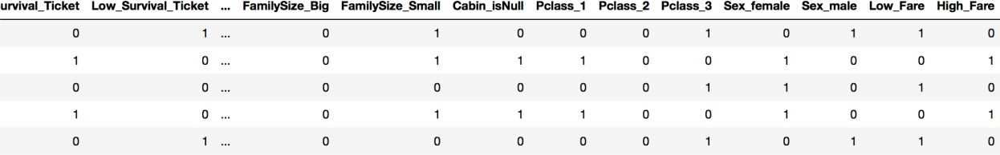 urvival_Ticket Low_Survival_Ticket ... FamilySize_Big FamilySize_Small Cabin_isNull Pclass_1 Pclass_2 Pclass_3 Sex_female Sex_male Low_Fare High_Fare
0 1 ... 0 1 0 0 0 1 0 1 1 0
1 0 ... 0 1 1 1 0 0 1 0 0 1
0 0 ... 0 0 0 0 0 1 1 0 1 0
1 0 ... 0 1 1 1 0 0 1 0 0 1
0 1 ... 0 0 0 0 0 1 0 1 1 0